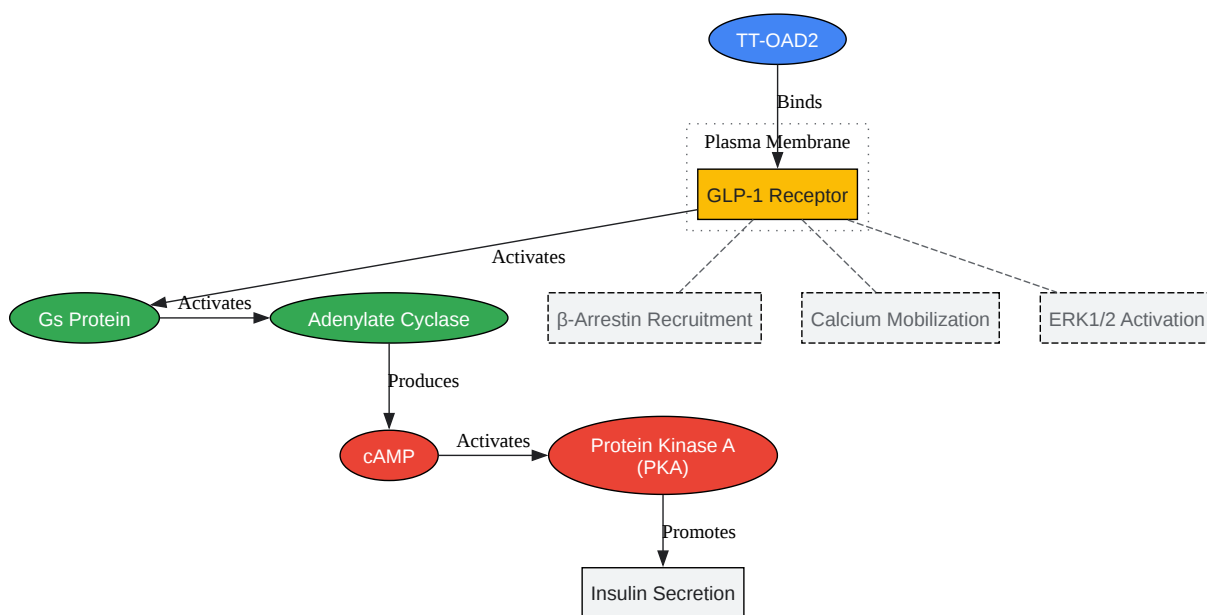 TT-OAD2
Binds
Plasma Membrane
GLP-1 Receptor
Activates
Gs Protein
Activates
Adenylate Cyclase
β-Arrestin Recruitment
Calcium Mobilization
ERK1/2 Activation
Produces
cAMP
Activates
Protein Kinase A
(PKA)
Promotes
Insulin Secretion